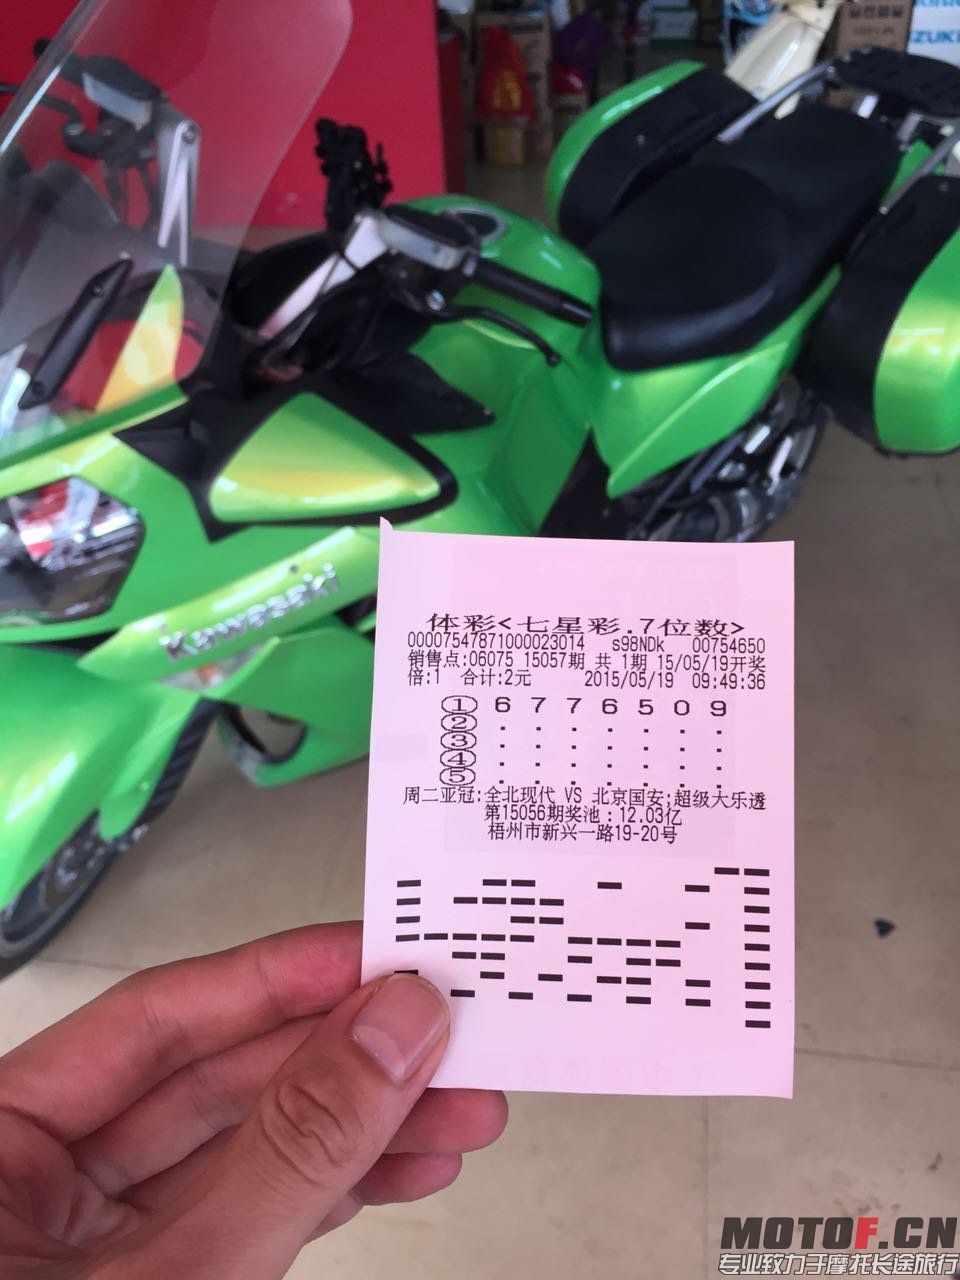 UZUKI
Kawasaki
体彩<七星彩.7位数>
00007547871000023014 s98NDk 00754650
销售点:06075 15057期 共1期 15/05/19开奖
倍:1 合计:2元 2015/05/19 09:49:36
① 6 7 7 6 5 0 9
② . . . . . . .
③ . . . . . . .
④ . . . . . . .
⑤ . . . . . . .
周二亚冠:全北现代 VS 北京国安;超级大乐透
第15056期奖池:12.03亿
梧州市新兴一路19-20号
MOTOF.CN
专业致力于摩托长途旅行